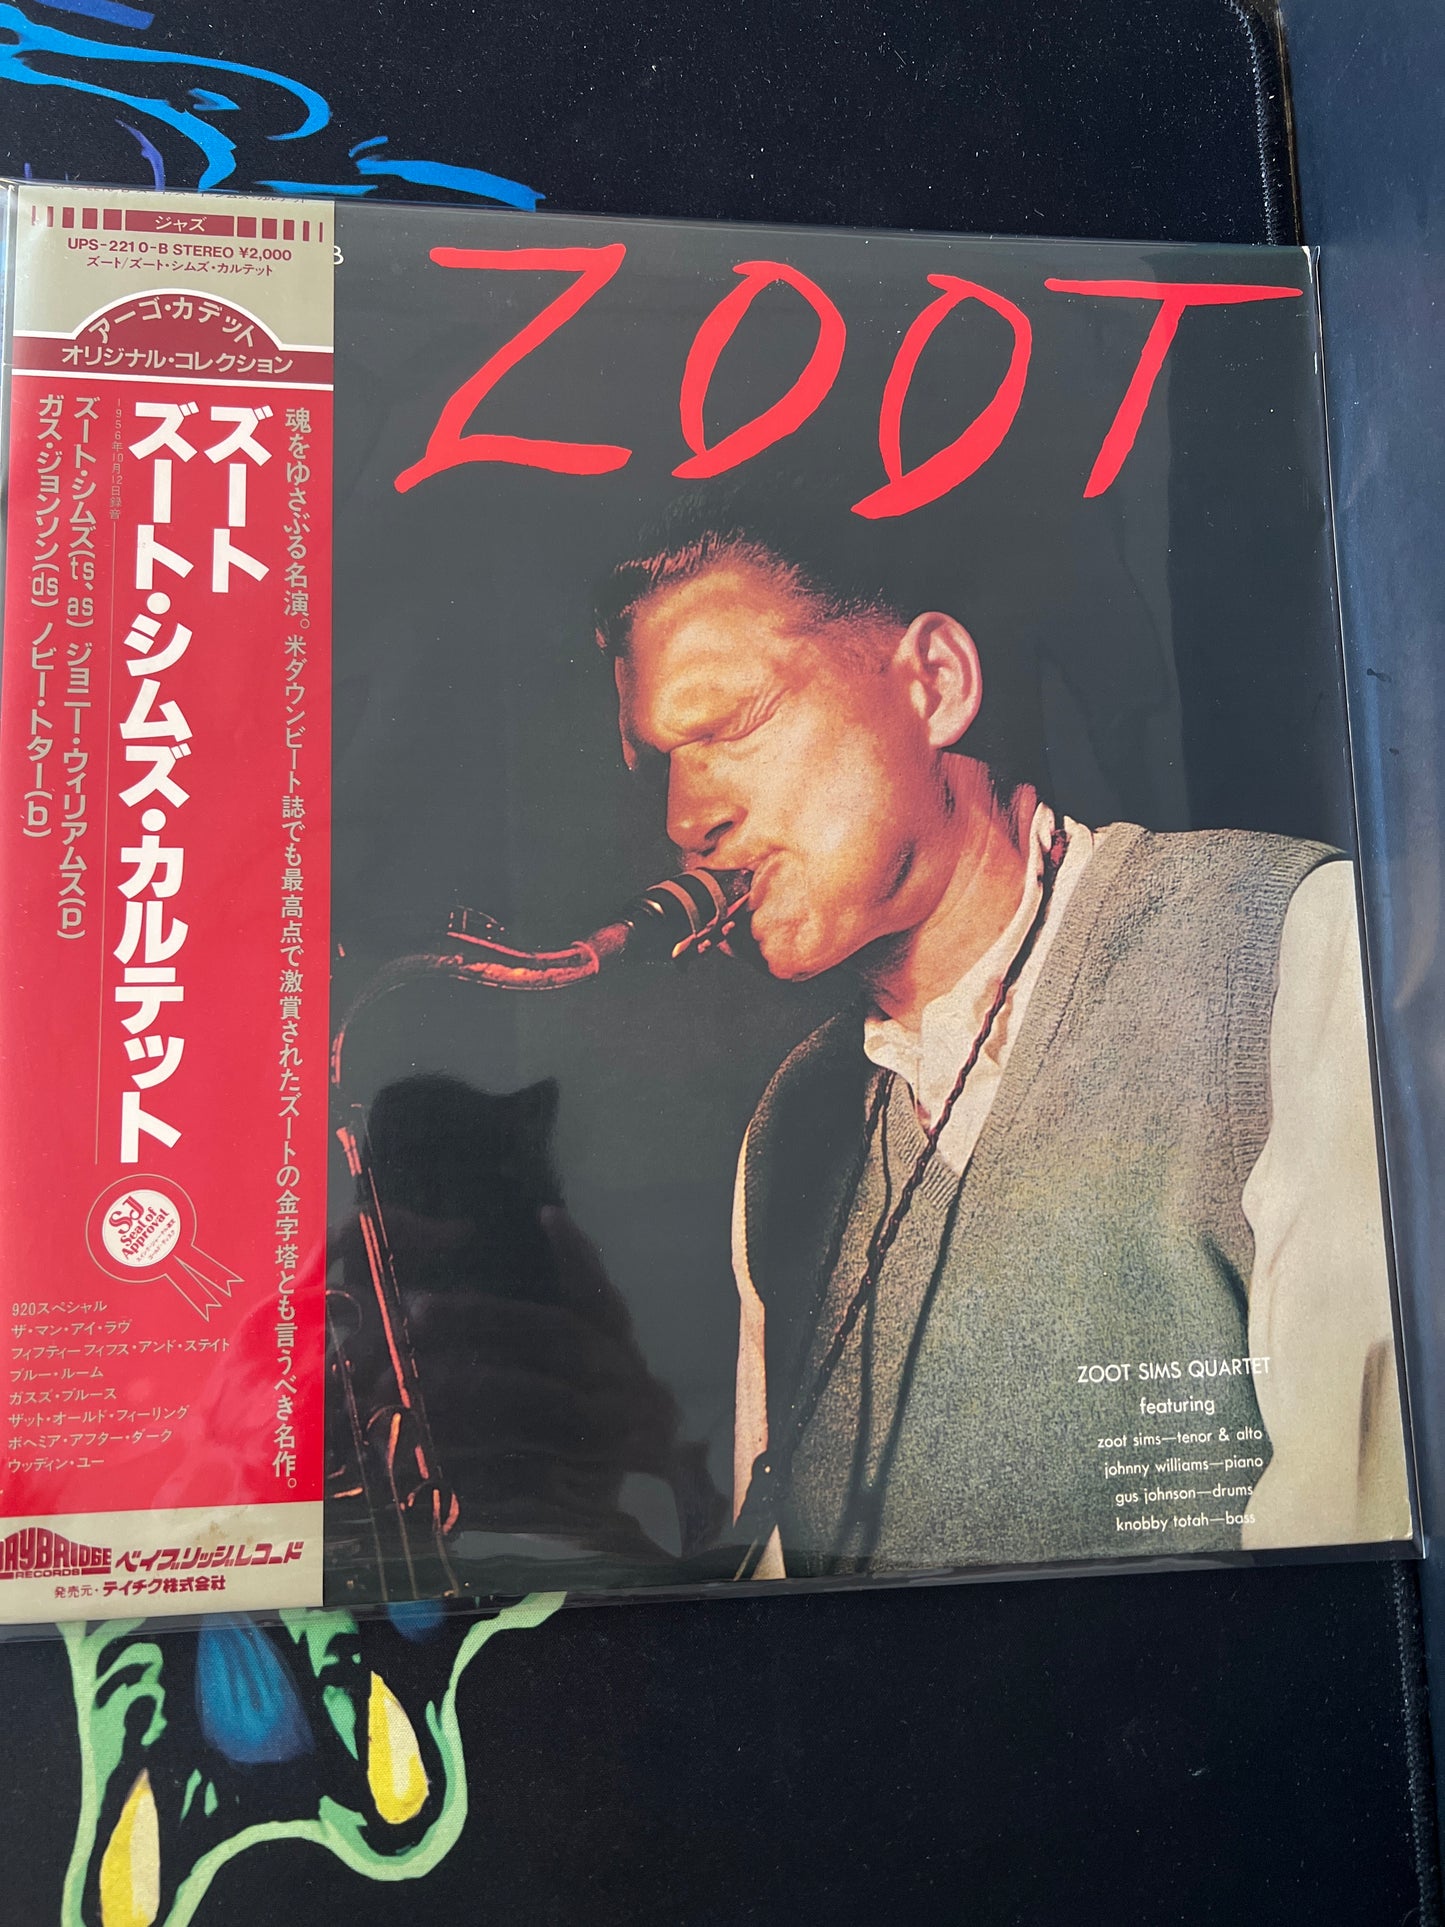 ジャズ
UPS-2210-B STEREO ¥2,000
ズート/ズート・シムズ・カルテット
アーゴ・カデット
オリジナル・コレクション
魂をゆさぶる名演。米ダウンビート誌でも最高点で激賞されたズートの金字塔とも言うべき名作。
ズート
ズート・シムズ・カルテット
1956年10月12日録音
ズート・シムズ(ts、as) ジョニー・ウィリアムス(p)
ガス・ジョンソン(ds) ノビー・トター(b)
SJ
Seal of
Approval
920スペシャル
ザ・マン・アイ・ラヴ
フィフティーフィフス・アンド・ステイト
ブルー・ルーム
ガスズ・ブルース
ザット・オールド・フィーリング
ボヘミア・アフター・ダーク
ウッディン・ユー
BAYBRIDGE
RECORDS
ベイブリッジ・レコード
発売元・テイチク株式会社
B
ZOOT
ZOOT SIMS QUARTET
featuring
zoot sims—tenor & alto
johnny williams—piano
gus johnson—drums
knobby totah—bass